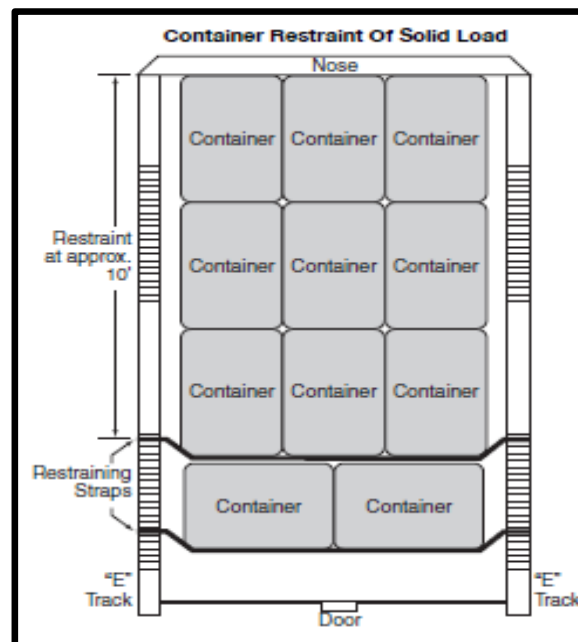 Container Restraint Of Solid Load
Nose
Container Container Container
Restraint
at approx.
10'
Container Container Container
Container Container Container
Restraining
Straps
Container Container
"E"
Track
"E"
Track
Door